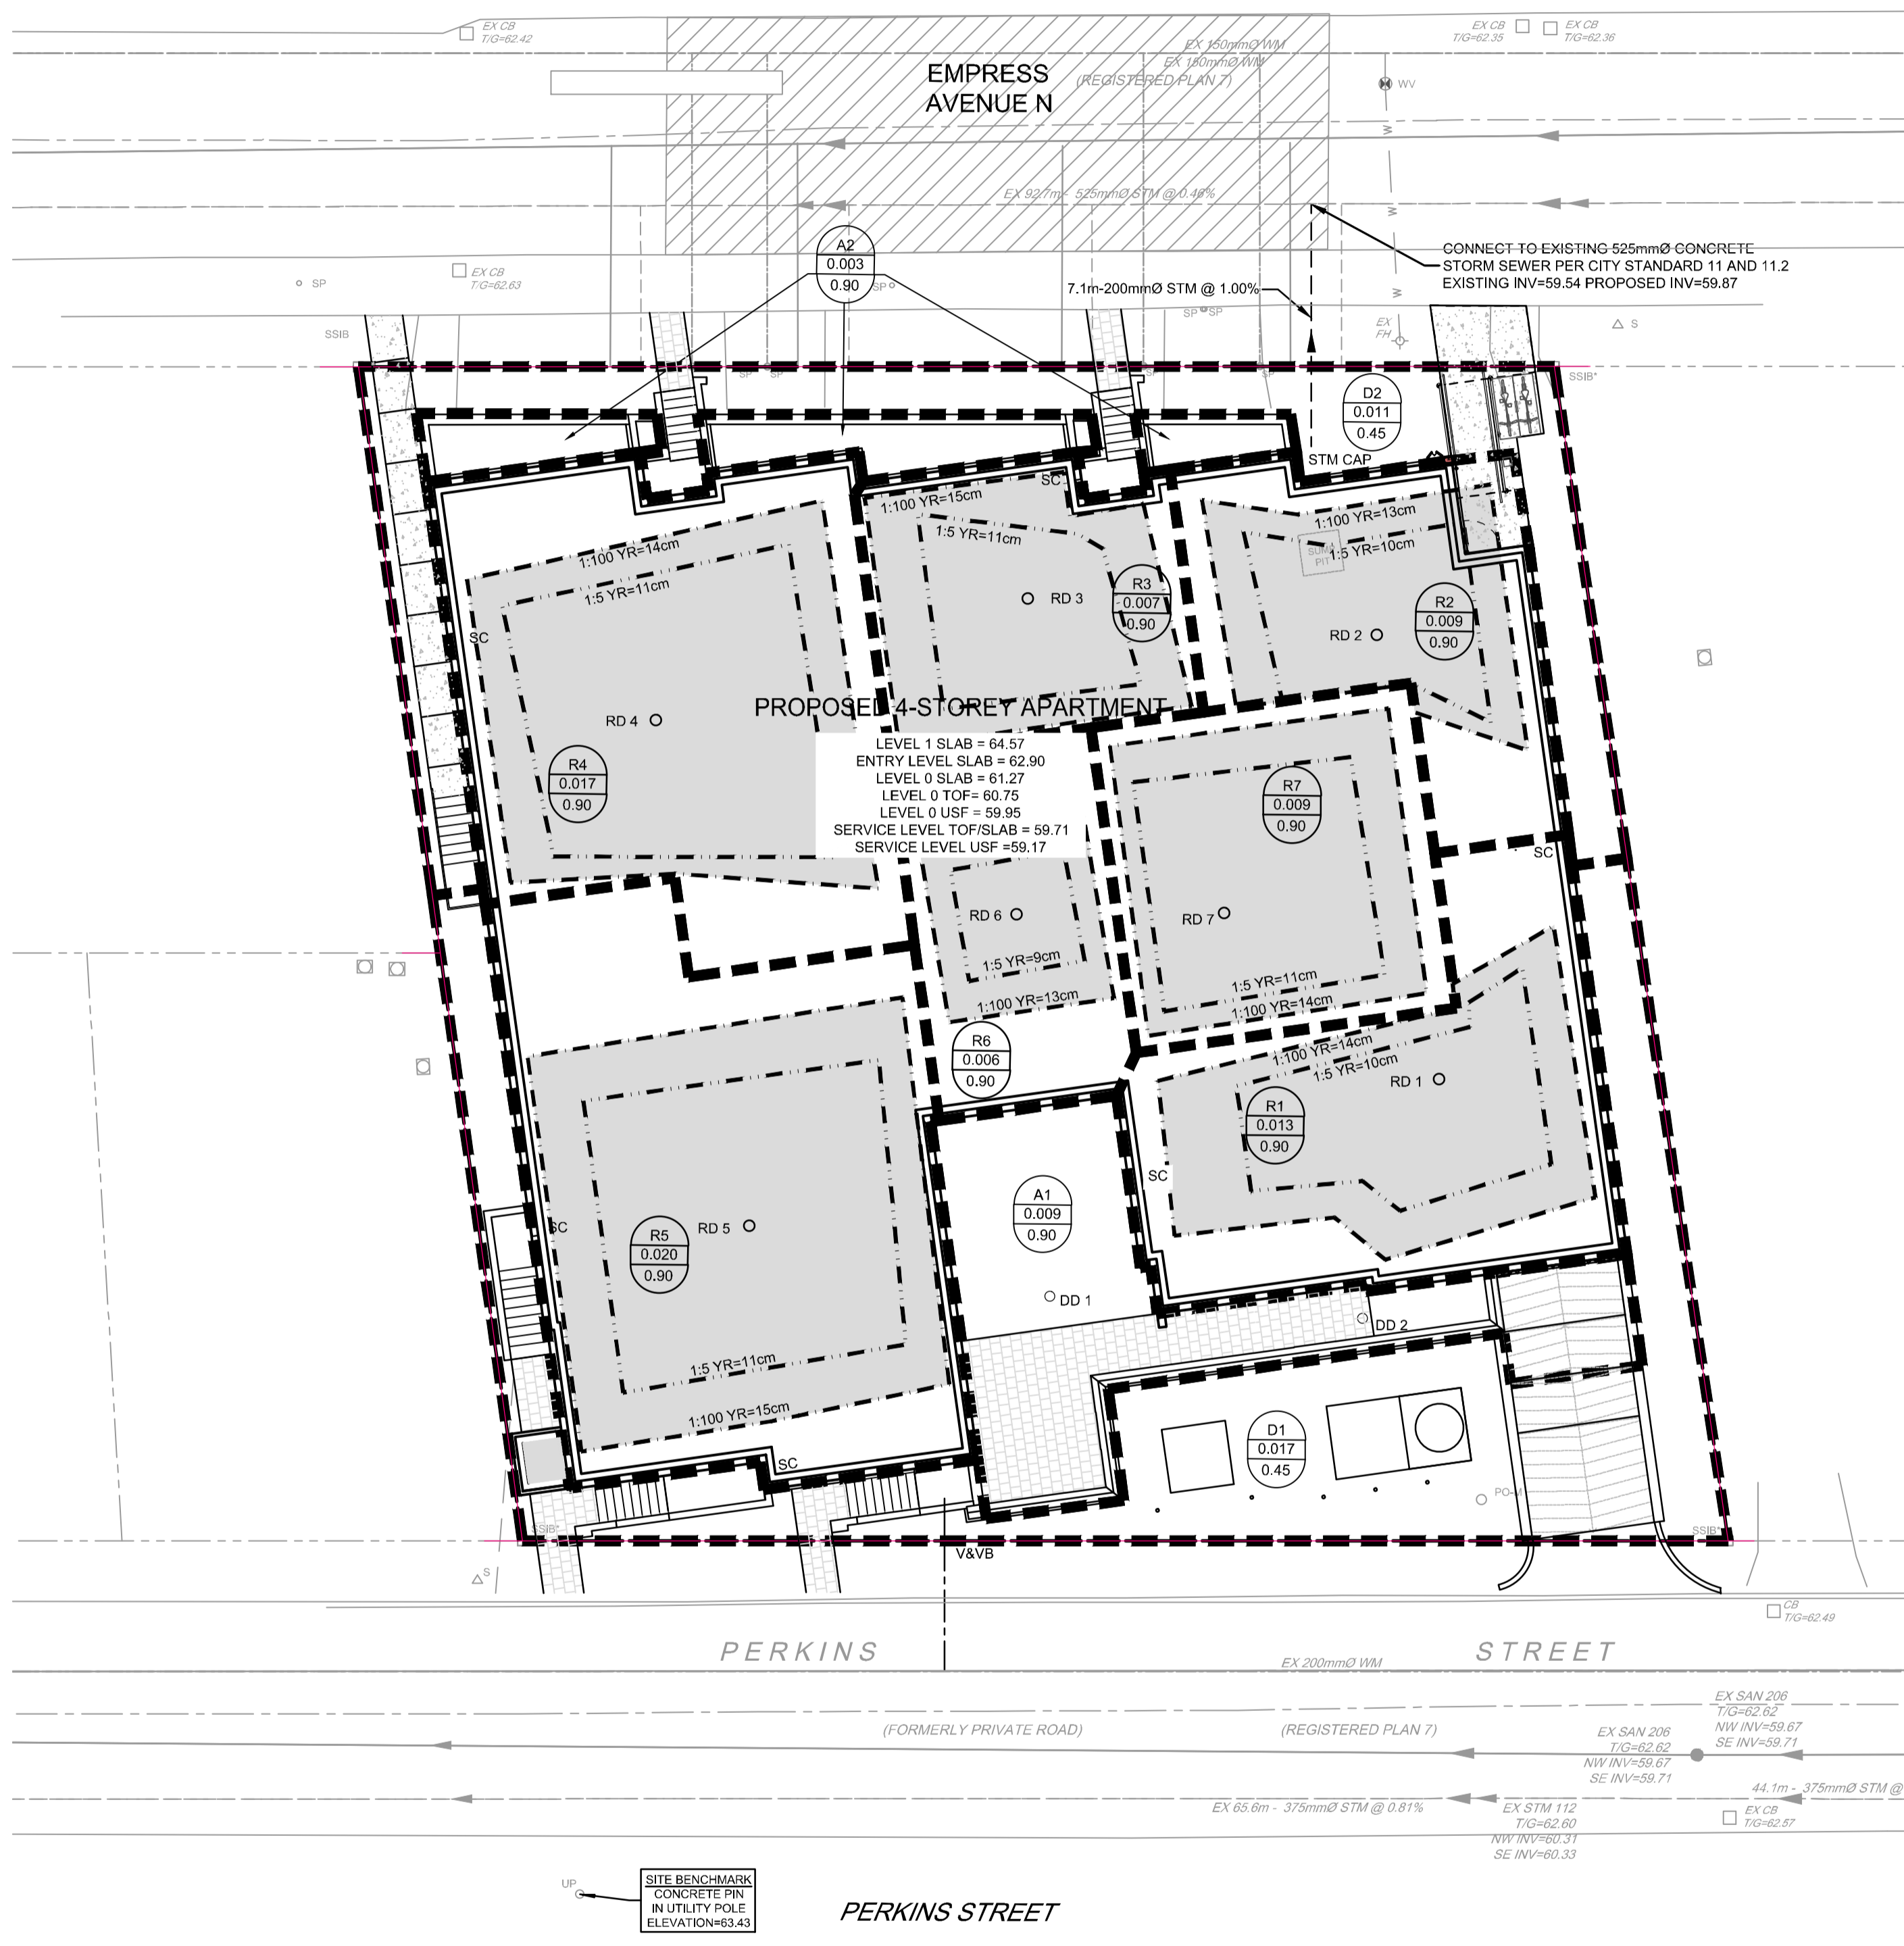 EX CB
T/G=62.42
EX CB
T/G=62.35
EX CB
T/G=62.36
EX 150mmØ WM
EX 150mmØ WM
EMPRESS
AVENUE N
(REGISTERED PLAN 7)
WV
W
EX 92.7m - 525mmØ STM @ 0.46%
W
A2
0.003
0.90
CONNECT TO EXISTING 525mmØ CONCRETE
STORM SEWER PER CITY STANDARD 11 AND 11.2
EXISTING INV=59.54 PROPOSED INV=59.87
EX CB
T/G=62.63
SP
SP
7.1m-200mmØ STM @ 1.00%
W
SP
SP
EX
FH
S
SSIB
SSIB*
SP
SP
SP
SP
D2
0.011
0.45
STM CAP
SC
1:100 YR=15cm
1:5 YR=11cm
1:100 YR=13cm
1:5 YR=10cm
SUMP
PIT
1:100 YR=14cm
1:5 YR=11cm
R3
0.007
0.90
RD 3
R2
0.009
0.90
RD 2
SC
RD 4
PROPOSED 4-STOREY APARTMENT
LEVEL 1 SLAB = 64.57
ENTRY LEVEL SLAB = 62.90
LEVEL 0 SLAB = 61.27
LEVEL 0 TOF= 60.75
LEVEL 0 USF = 59.95
SERVICE LEVEL TOF/SLAB = 59.71
SERVICE LEVEL USF =59.17
R4
0.017
0.90
R7
0.009
0.90
SC
RD 6
RD 7
1:5 YR=9cm
1:100 YR=13cm
1:5 YR=11cm
1:100 YR=14cm
R6
0.006
0.90
1:100 YR=14cm
1:5 YR=10cm
RD 1
R1
0.013
0.90
SC
A1
0.009
0.90
SC
R5
0.020
0.90
RD 5
DD 1
DD 2
1:5 YR=11cm
1:100 YR=15cm
D1
0.017
0.45
SC
SSIB*
SSIB*
V&VB
S
CB
T/G=62.49
PERKINS STREET
EX 200mmØ WM
(FORMERLY PRIVATE ROAD)
(REGISTERED PLAN 7)
EX SAN 206
T/G=62.62
NW INV=59.67
SE INV=59.71
EX SAN 206
T/G=62.62
NW INV=59.67
SE INV=59.71
44.1m - 375mmØ STM @
EX 65.6m - 375mmØ STM @ 0.81%
EX STM 112
T/G=62.60
NW INV=60.31
SE INV=60.33
EX CB
T/G=62.57
UP
SITE BENCHMARK
CONCRETE PIN
IN UTILITY POLE
ELEVATION=63.43
PERKINS STREET